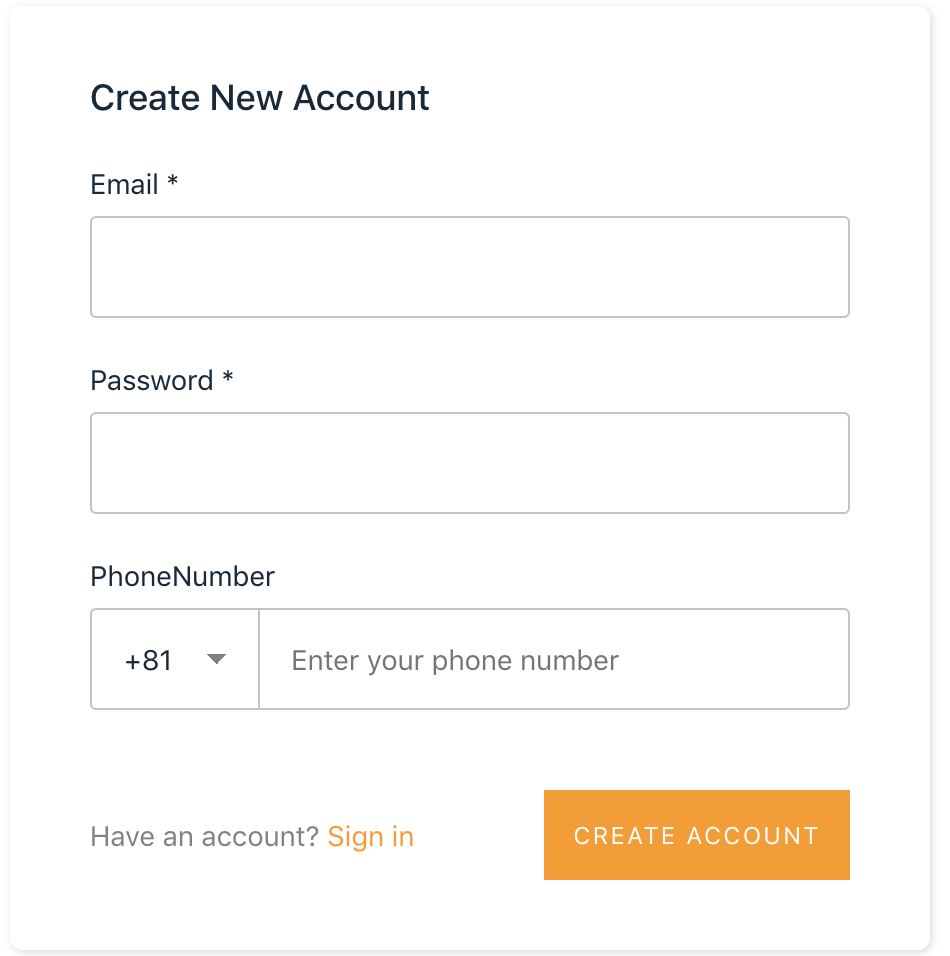 Create New Account
Email *
Password *
PhoneNumber
+81 Enter your phone number
Have an account? Sign in CREATE ACCOUNT